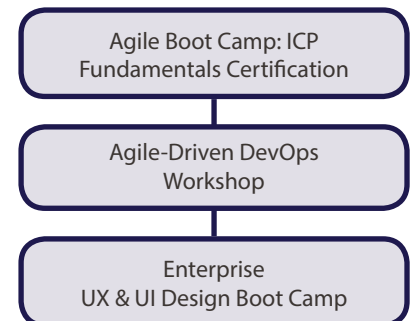 Agile Boot Camp: ICP
Fundamentals Certification
Agile-Driven DevOps
Workshop
Enterprise
UX & UI Design Boot Camp